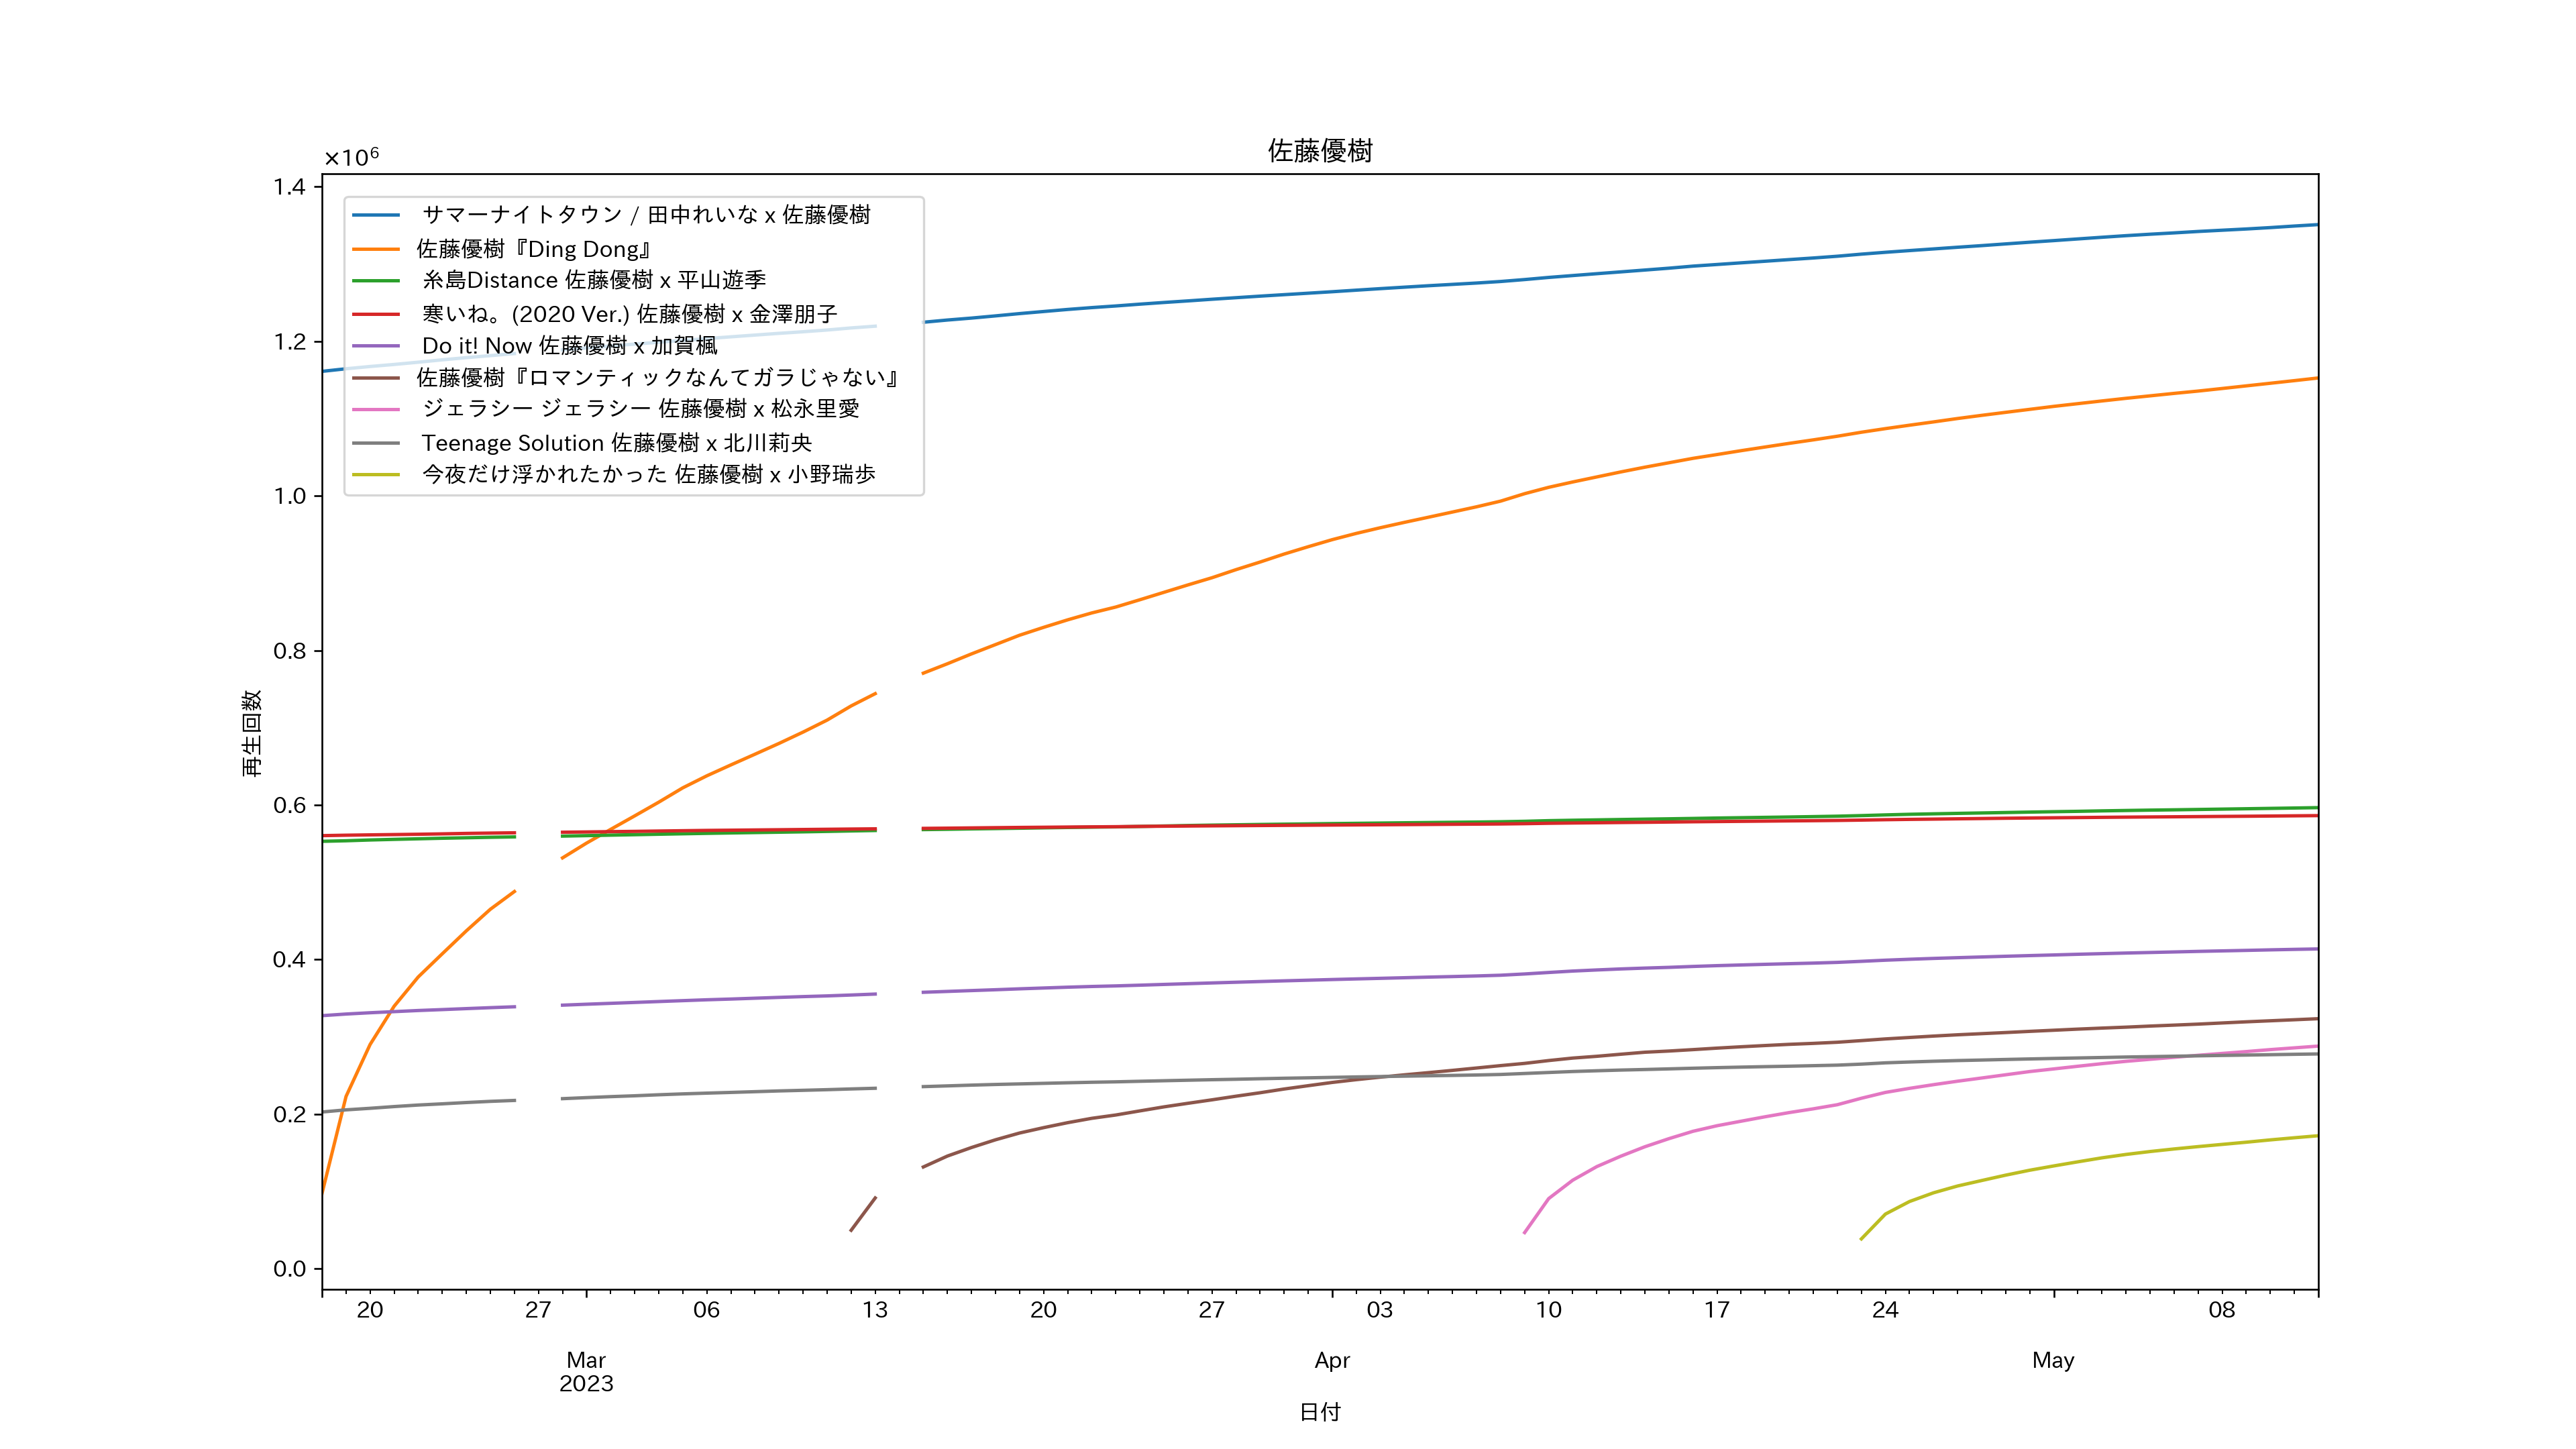 佐藤優樹
×10⁶
1.4
1.2
1.0
0.8
0.6
0.4
0.2
0.0
再生回数
サマーナイトタウン / 田中れいな x 佐藤優樹
佐藤優樹『Ding Dong』
糸島Distance 佐藤優樹 x 平山遊季
寒いね。(2020 Ver.) 佐藤優樹 x 金澤朋子
Do it! Now 佐藤優樹 x 加賀楓
佐藤優樹『ロマンティックなんてガラじゃない』
ジェラシー ジェラシー 佐藤優樹 x 松永里愛
Teenage Solution 佐藤優樹 x 北川莉央
今夜だけ浮かれたかった 佐藤優樹 x 小野瑞歩
20 27 06 13 20 27 03 10 17 24 08
Mar Apr May
2023
日付